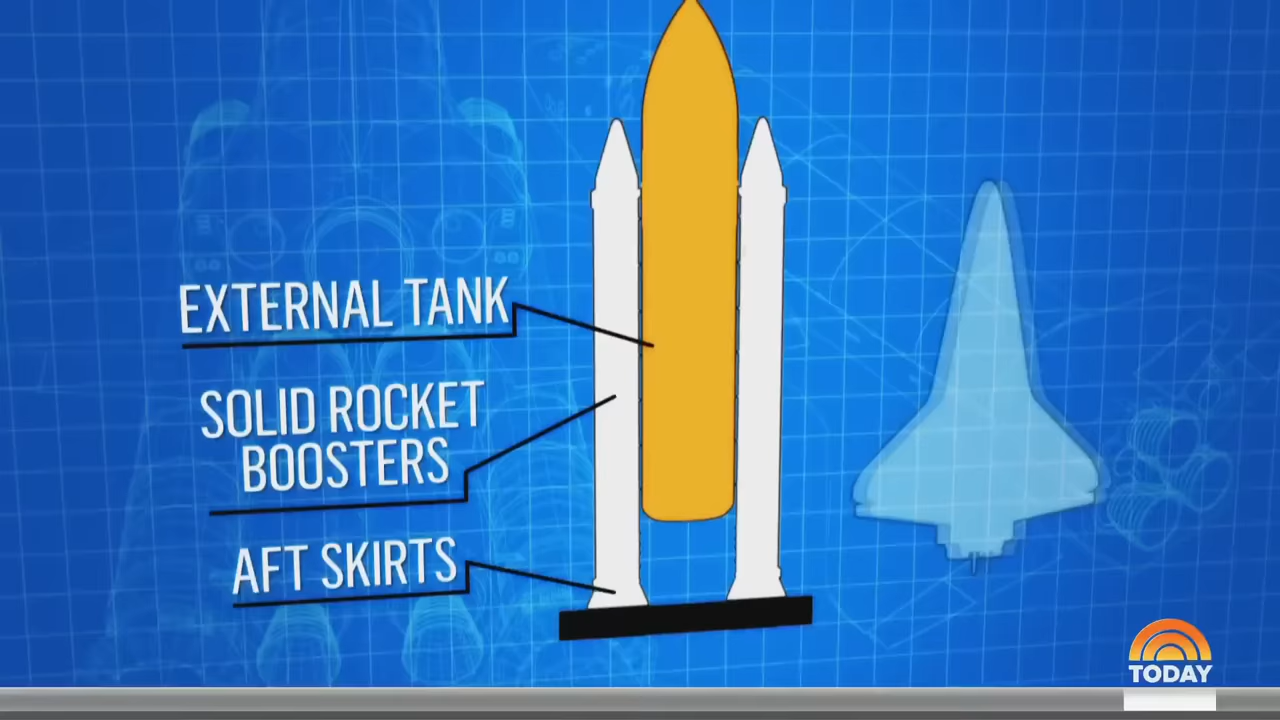 EXTERNAL TANK
SOLID ROCKET
BOOSTERS
AFT SKIRTS
TODAY